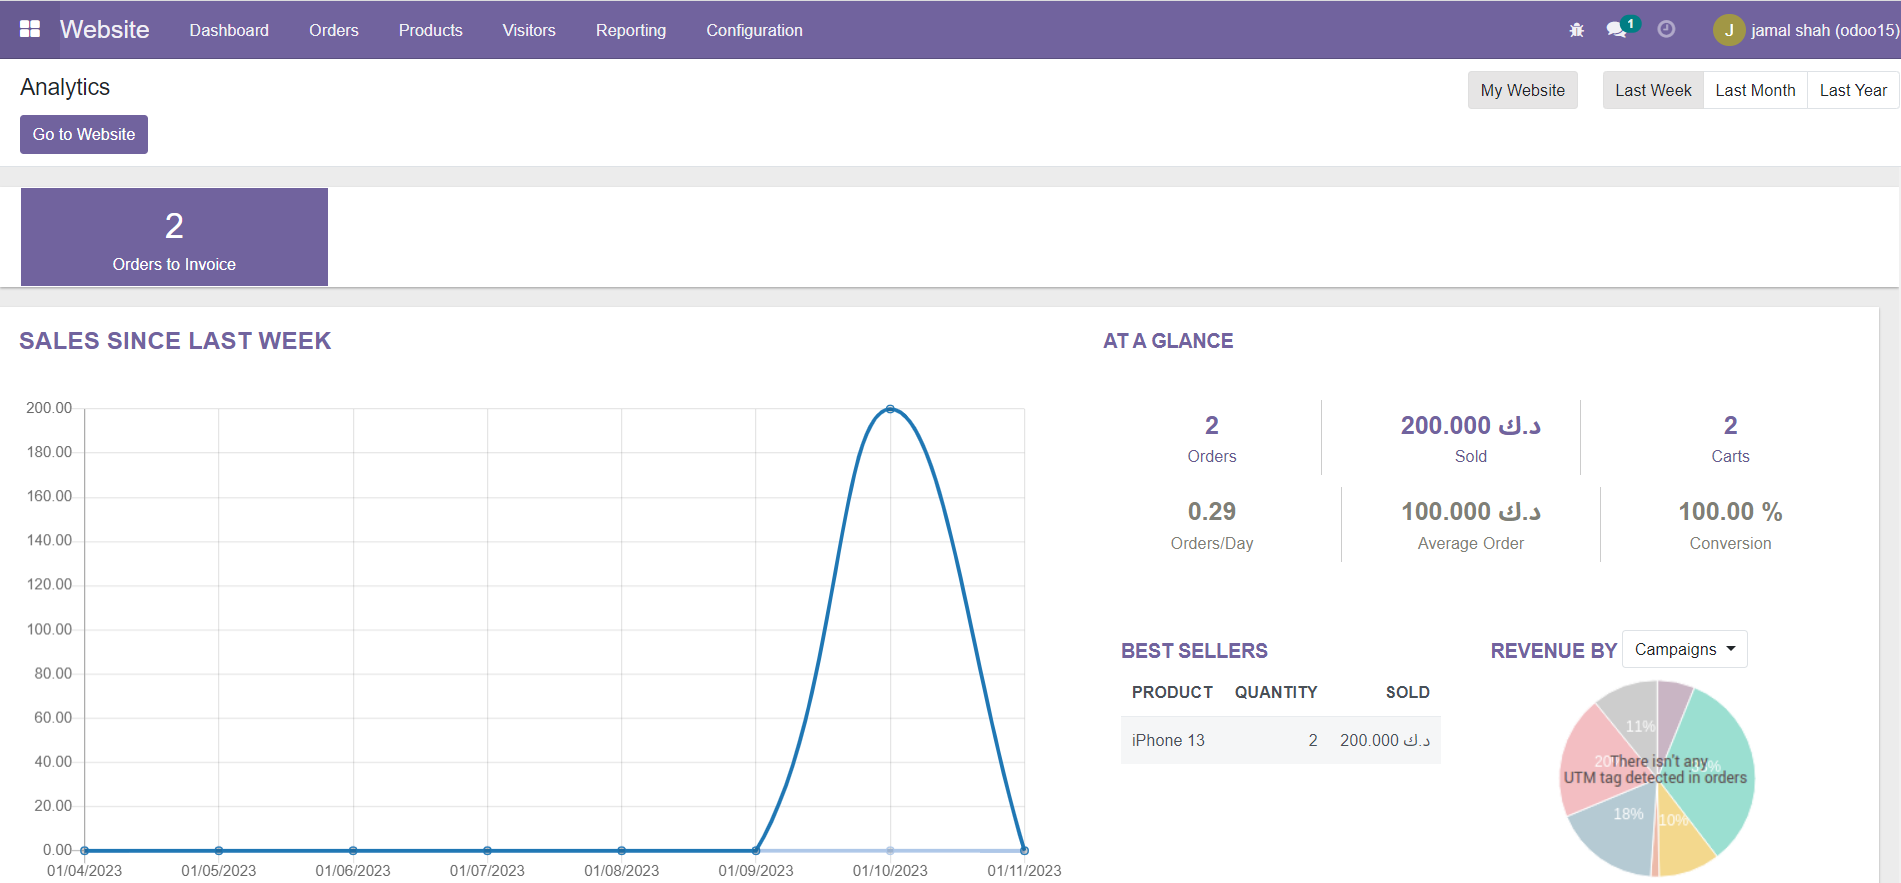 Website Dashboard Orders Products Visitors Reporting Configuration 1 J jamal shah (odoo15)
Analytics
My Website Last Week Last Month Last Year
Go to Website
2
Orders to Invoice
SALES SINCE LAST WEEK
200.00
180.00
160.00
140.00
120.00
100.00
80.00
60.00
40.00
20.00
0.00
01/04/2023 01/05/2023 01/06/2023 01/07/2023 01/08/2023 01/09/2023 01/10/2023 01/11/2023
AT A GLANCE
2 200.000 د.ك 2
Orders Sold Carts
0.29 100.000 د.ك 100.00 %
Orders/Day Average Order Conversion
BEST SELLERS
PRODUCT QUANTITY SOLD
iPhone 13 2 200.000 د.ك
REVENUE BY Campaigns
11%
There isn't any
UTM tag detected in orders
18% 10%